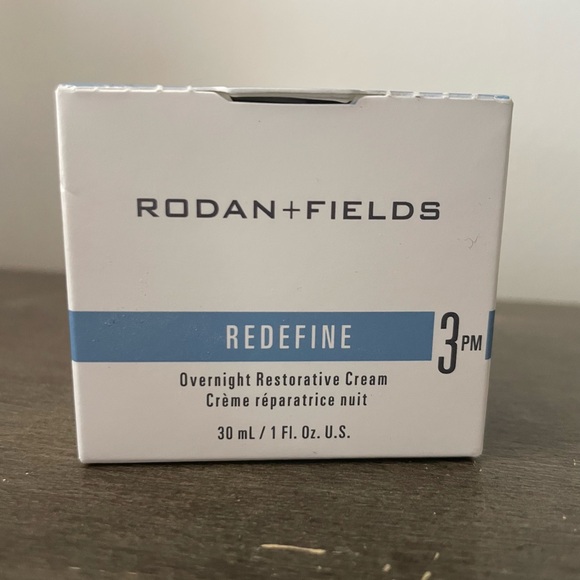 RODAN+FIELDS
REDEFINE
3PM
Overnight Restorative Cream
Crème réparatrice nuit
30 mL / 1 Fl. Oz. U.S.